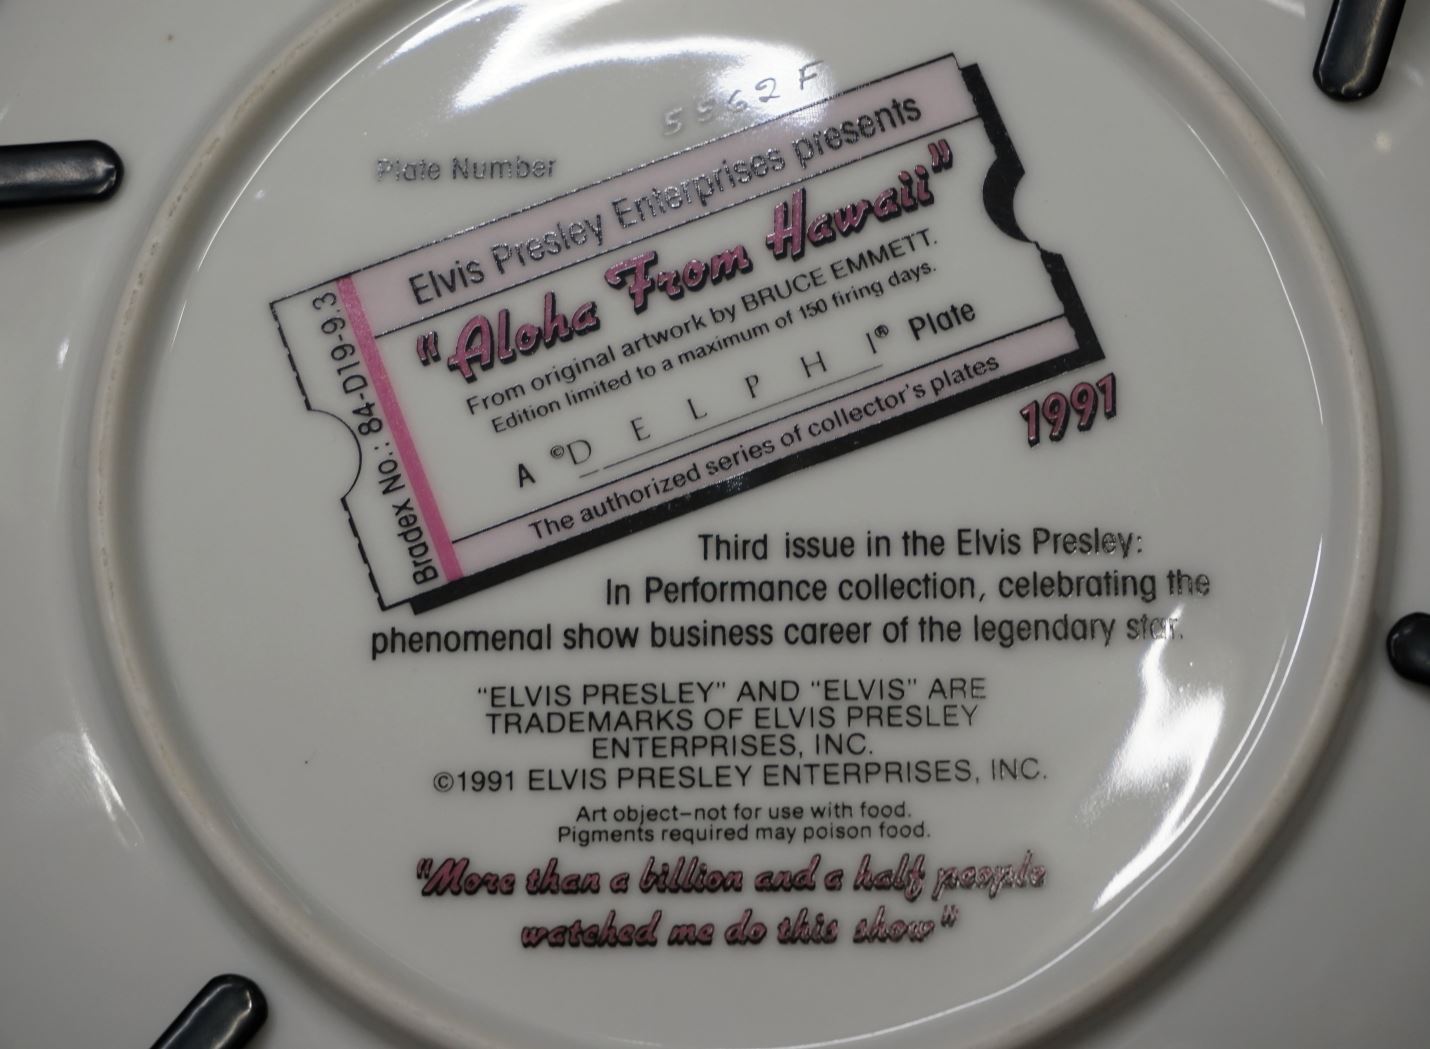 5562F
Plate Number
Elvis Presley Enterprises presents
"Aloha From Hawaii"
From original artwork by BRUCE EMMETT.
Edition limited to a maximum of 150 firing days.
A ©DELPHI® Plate
The authorized series of collector's plates
Bradex No.: 84-D19-9.3
1991
Third issue in the Elvis Presley:
In Performance collection, celebrating the
phenomenal show business career of the legendary star.
"ELVIS PRESLEY" AND "ELVIS" ARE
TRADEMARKS OF ELVIS PRESLEY
ENTERPRISES, INC.
©1991 ELVIS PRESLEY ENTERPRISES, INC.
Art object–not for use with food.
Pigments required may poison food.
"More than a billion and a half people
watched me do this show"